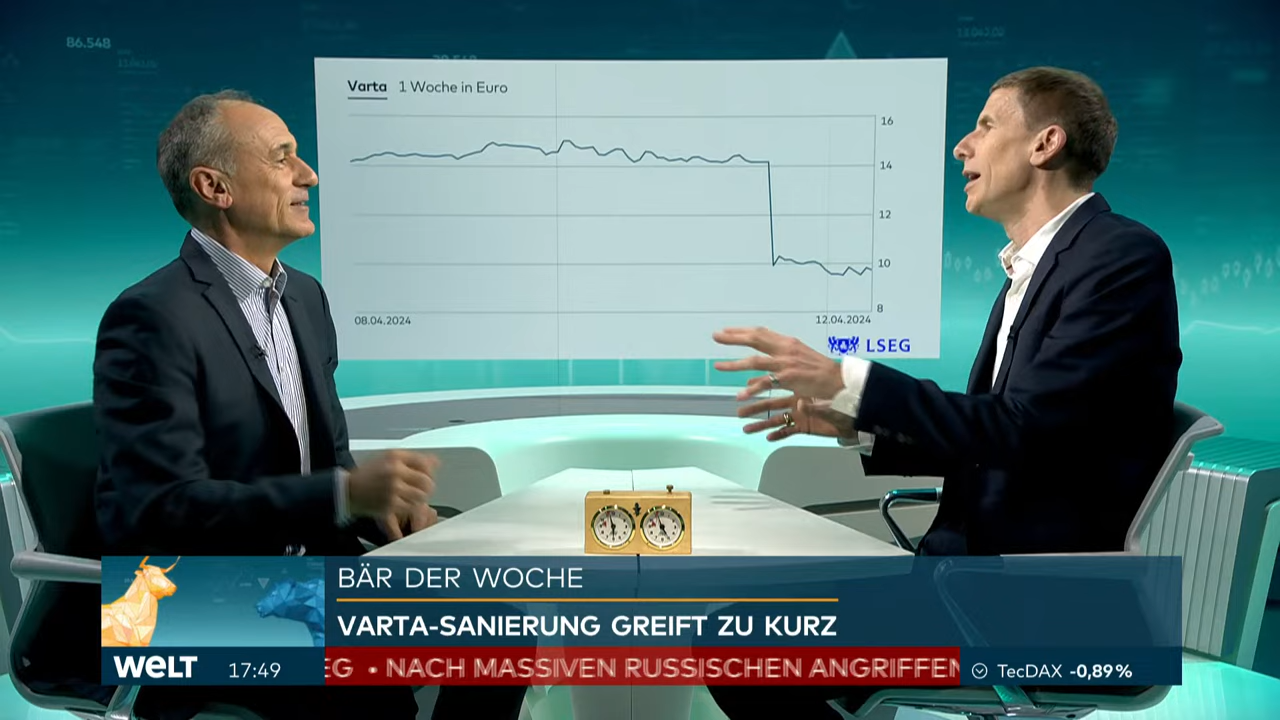 86.548
Varta 1 Woche in Euro
16
14
12
10
8
08.04.2024 12.04.2024
LSEG
BÄR DER WOCHE
VARTA-SANIERUNG GREIFT ZU KURZ
welt 17:49 EG • NACH MASSIVEN RUSSISCHEN ANGRIFFEN TecDAX -0,89%